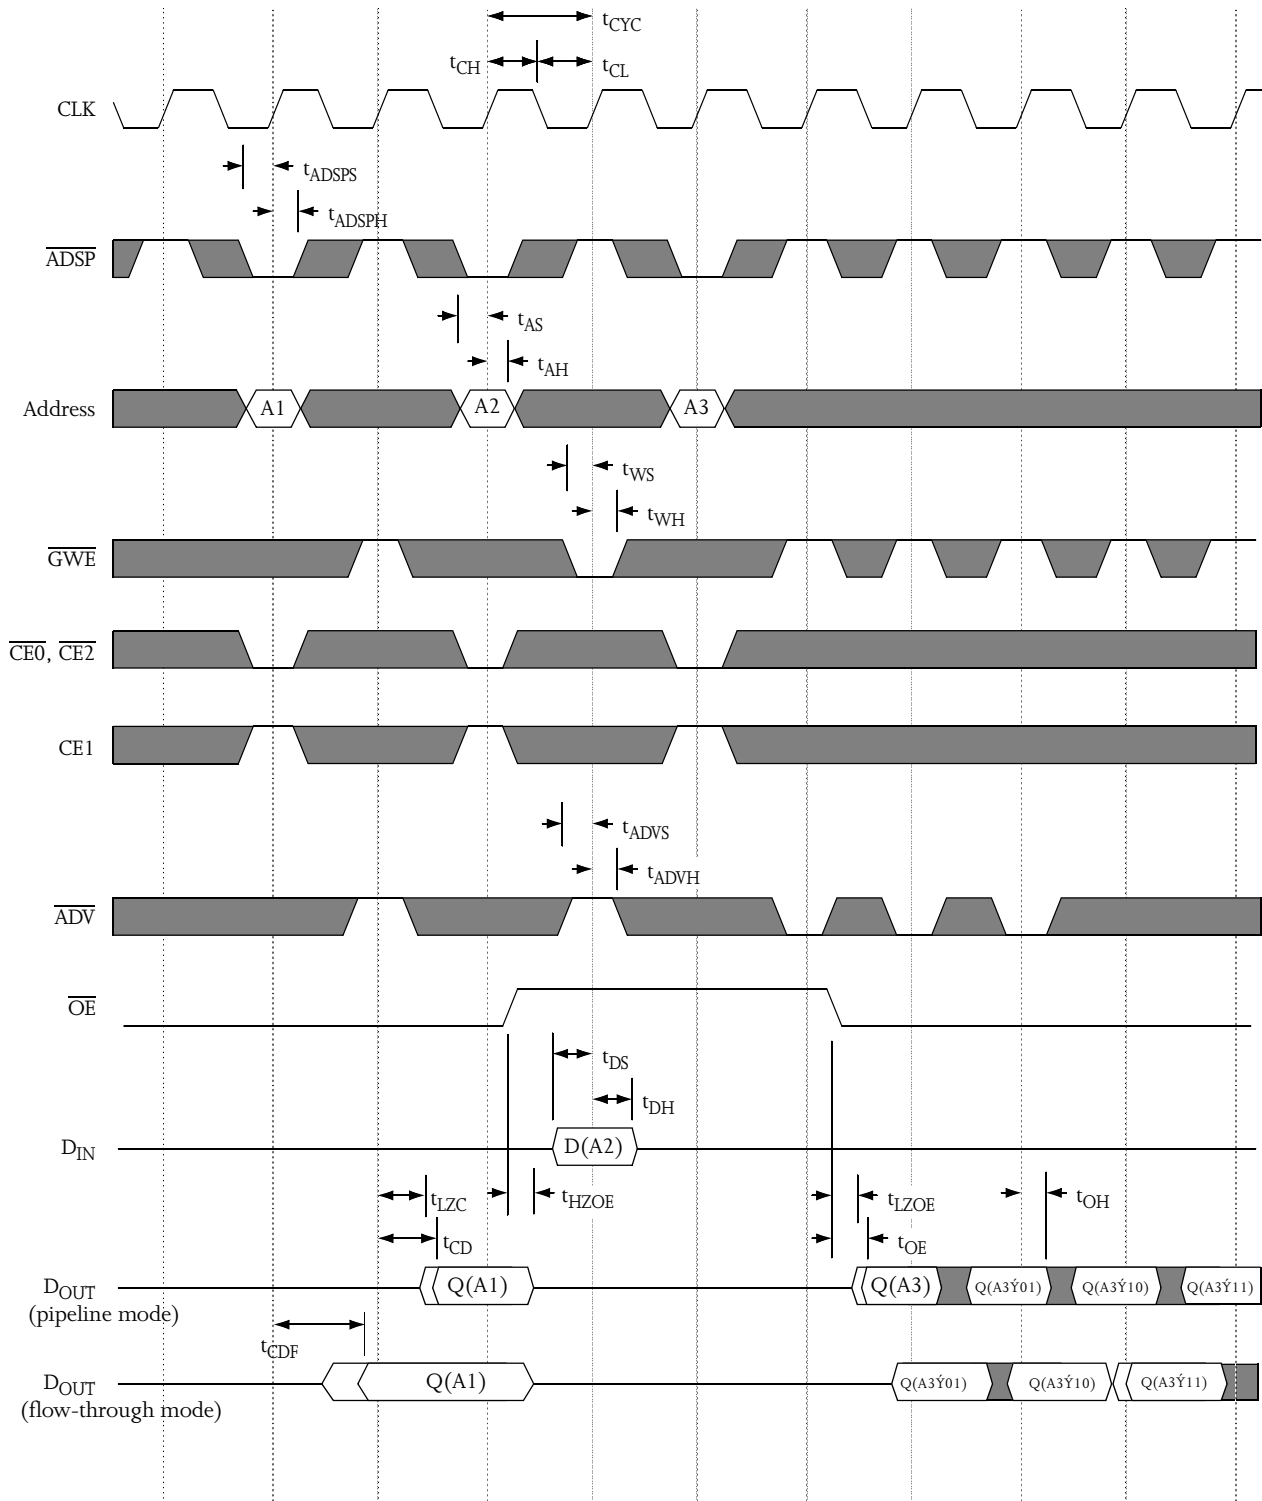 tCYC
tCH tCL
CLK
tADSPS
tADSPH
ADSP
tAS
tAH
Address A1 A2 A3
tWS
tWH
GWE
CE0, CE2
CE1
tADVS
tADVH
ADV
OE
tDS
tDH
DIN D(A2)
tLZC tHZOE tLZOE tOH
tCD tOE
DOUT Q(A1) Q(A3) Q(A3Ý01) Q(A3Ý10) Q(A3Ý11)
(pipeline mode)
tCDF
DOUT Q(A1) Q(A3Ý01) Q(A3Ý10) Q(A3Ý11)
(flow-through mode)